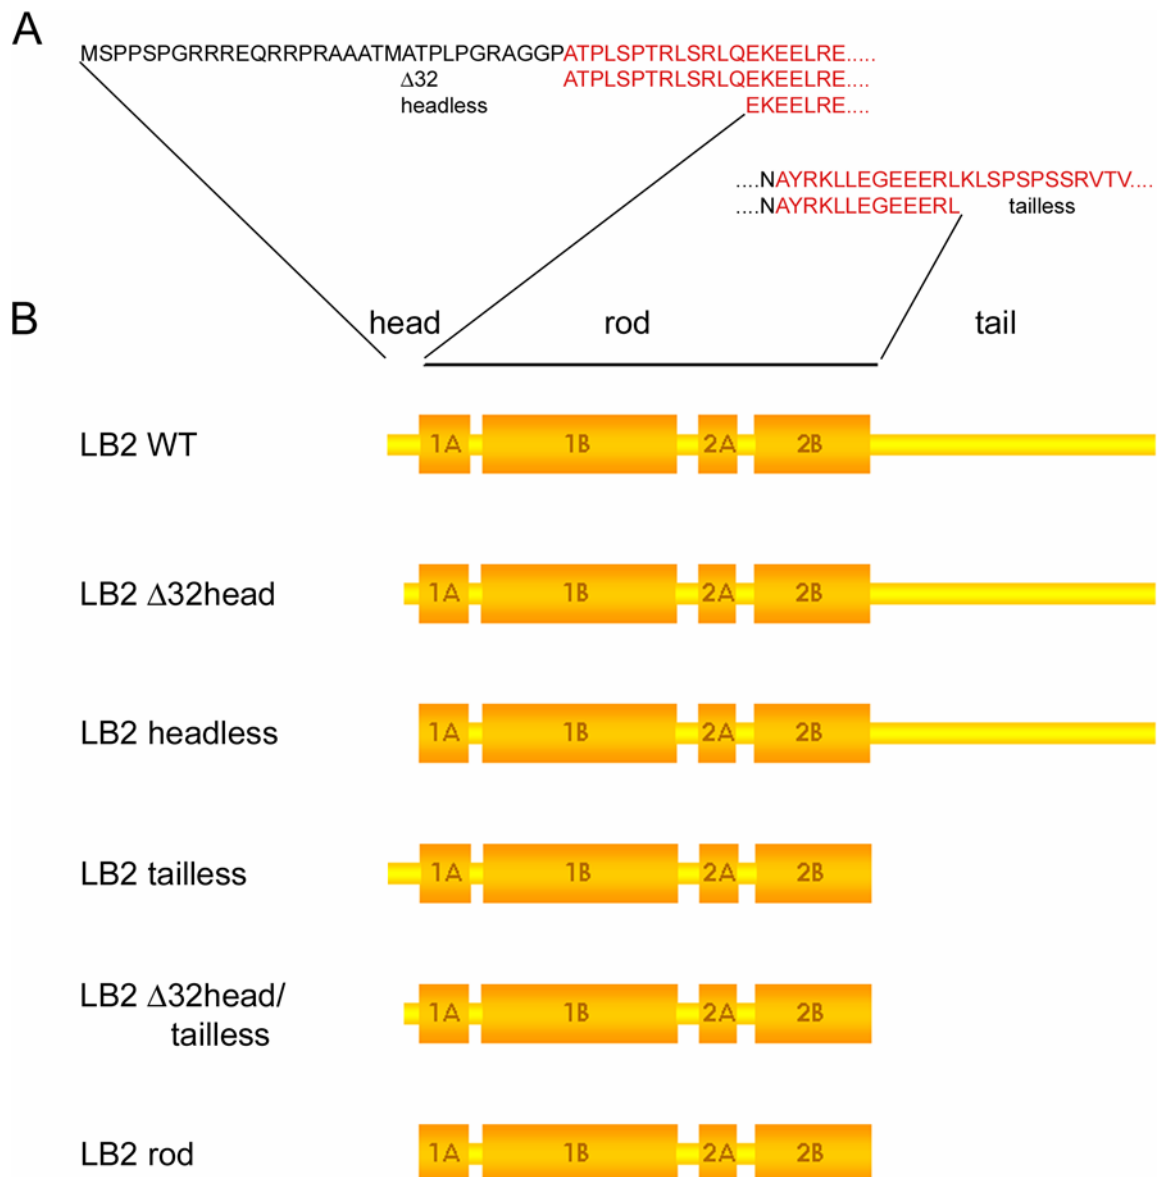 A
MSPPSPGRRREQRRPRAAATMATPLPGRAGGPATPLSPTRLSRLQEKEELRE.....
Δ32 ATPLSPTRLSRLQEKEELRE....
headless EKEELRE....
....NAYRKLLEGEEERLKLSPSPSSRVTV....
....NAYRKLLEGEEERL tailless
B
head rod tail
LB2 WT 1A 1B 2A 2B
LB2 Δ32head 1A 1B 2A 2B
LB2 headless 1A 1B 2A 2B
LB2 tailless 1A 1B 2A 2B
LB2 Δ32head/
tailless 1A 1B 2A 2B
LB2 rod 1A 1B 2A 2B